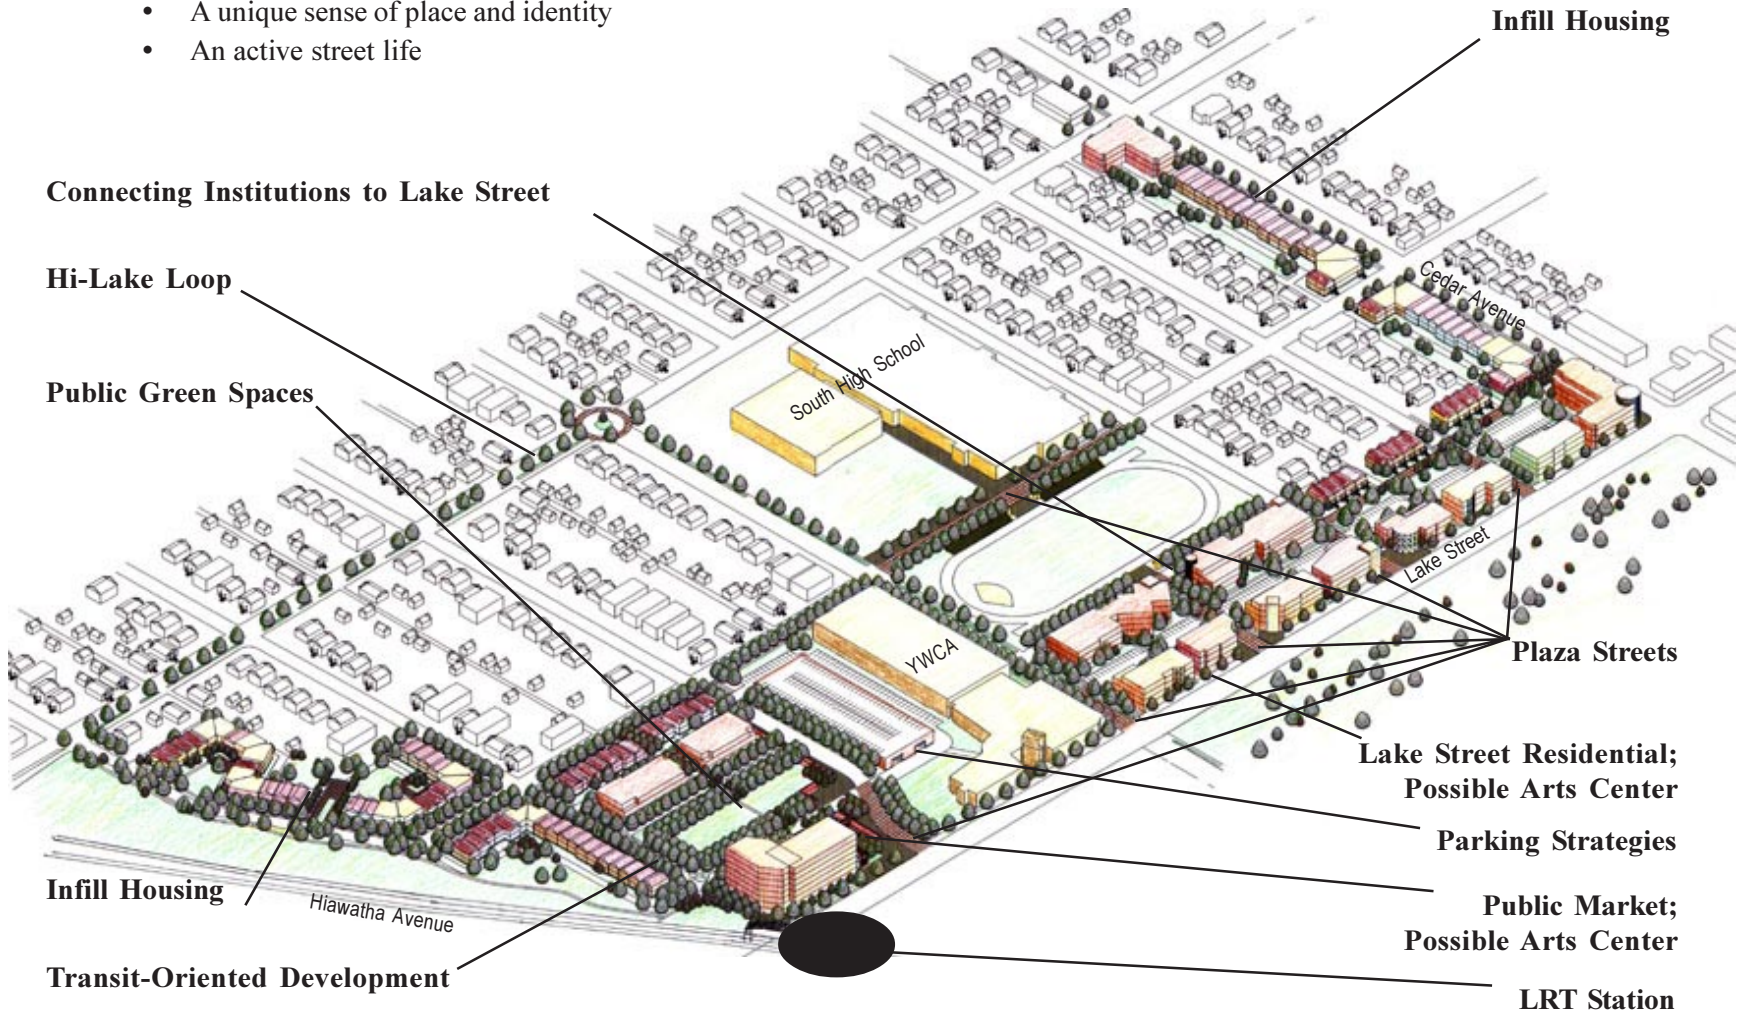 • A unique sense of place and identity
• An active street life
Infill Housing
Connecting Institutions to Lake Street
Hi-Lake Loop
Cedar Avenue
Public Green Spaces
South High School
Lake Street
YWCA
Plaza Streets
Lake Street Residential;
Possible Arts Center
Parking Strategies
Infill Housing
Hiawatha Avenue
Public Market;
Possible Arts Center
Transit-Oriented Development
LRT Station